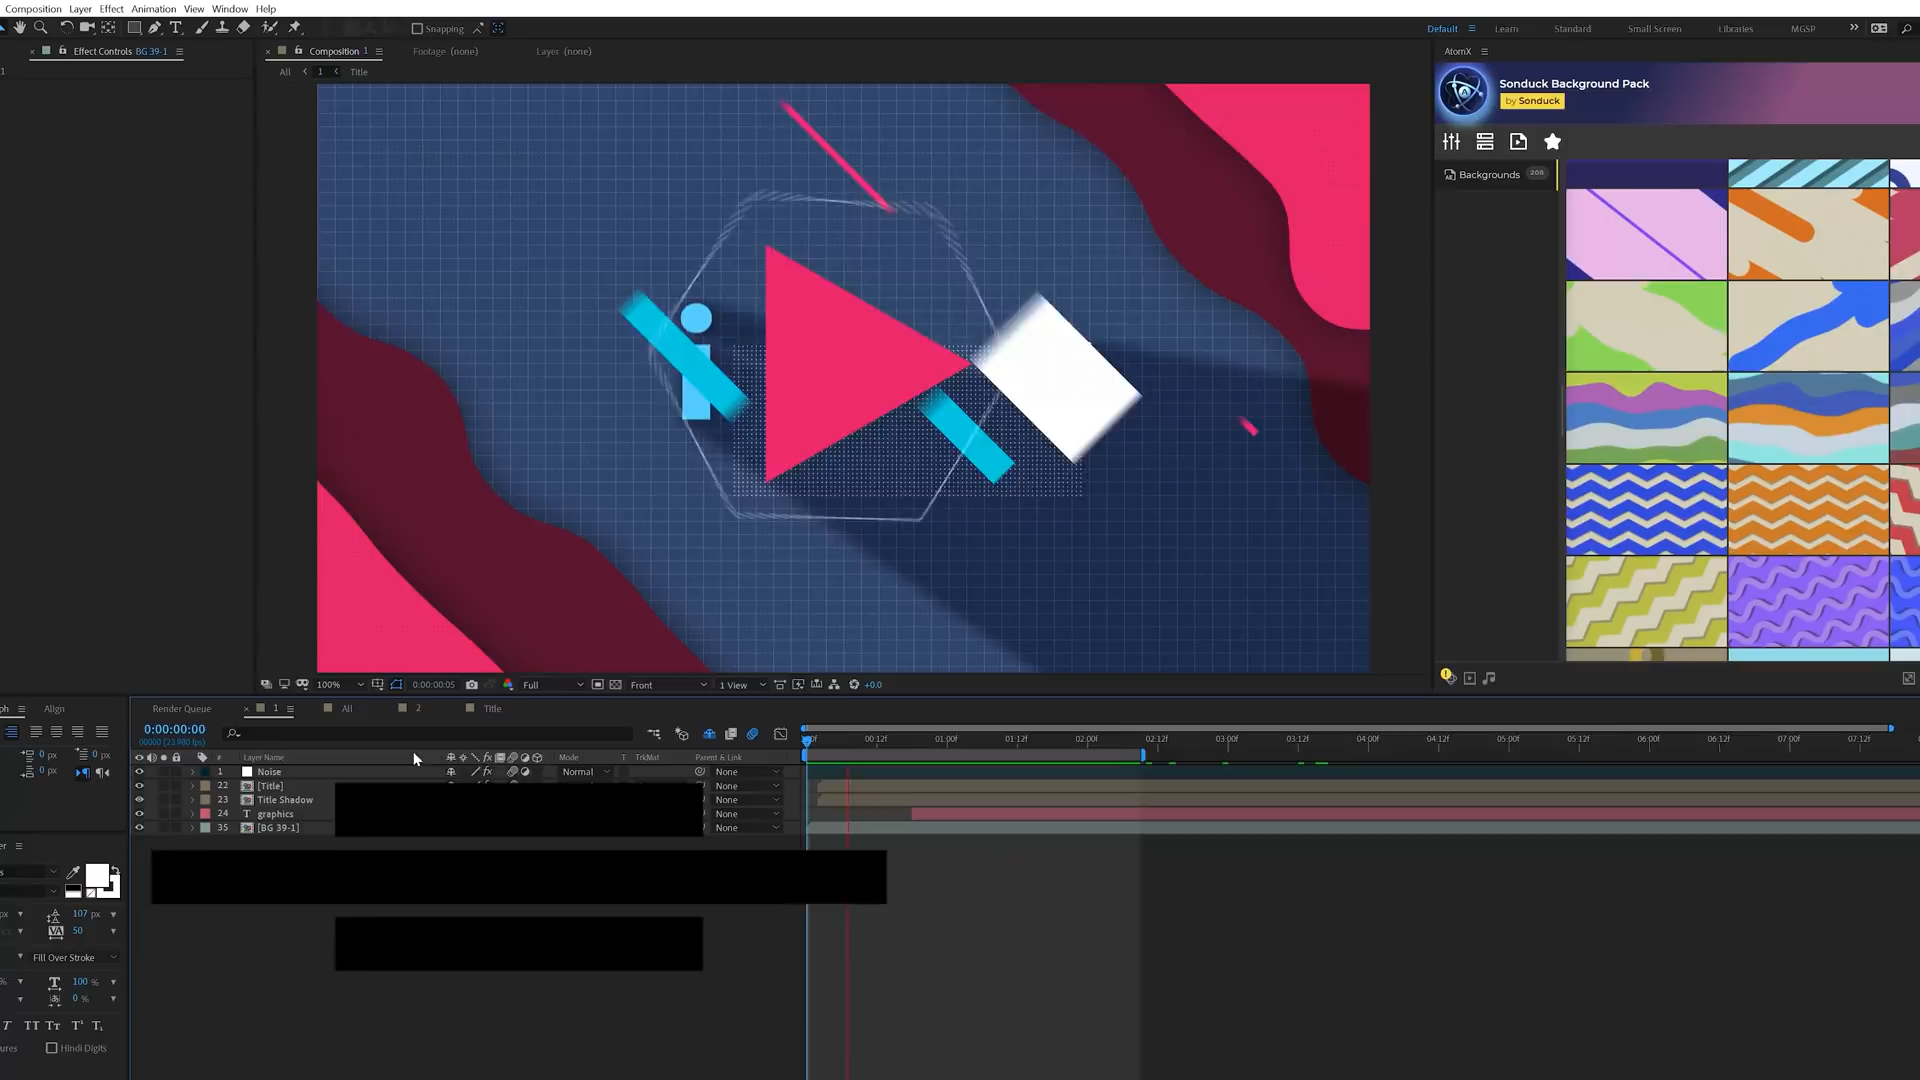 Composition Layer Effect Animation View Window Help
Snapping
Default Learn Standard Small Screen Libraries MGSP
Effect Controls BG 39-1
Composition 1
Footage (none)
Layer (none)
AtomX
All 1 Title
Sonduck Background Pack
by Sonduck
Backgrounds 200
100% 0:00:00:05 Full Front 1 View +0.0
Align
Render Queue 1 All 2 Title
0:00:00:00
00000 (23.980 fps)
00:12f 01:00f 01:12f 02:00f 02:12f 03:00f 03:12f 04:00f 04:12f 05:00f 05:12f 06:00f 06:12f 07:00f 07:12f
0 px 0 px
0 px
# Layer Name Mode T TrkMat Parent & Link
1 Noise Normal None
22 [Title] None
23 Title Shadow None
24 T graphics None
35 [BG 39-1] None
107 px
50
Fill Over Stroke
100 %
0 %
Hindi Digits